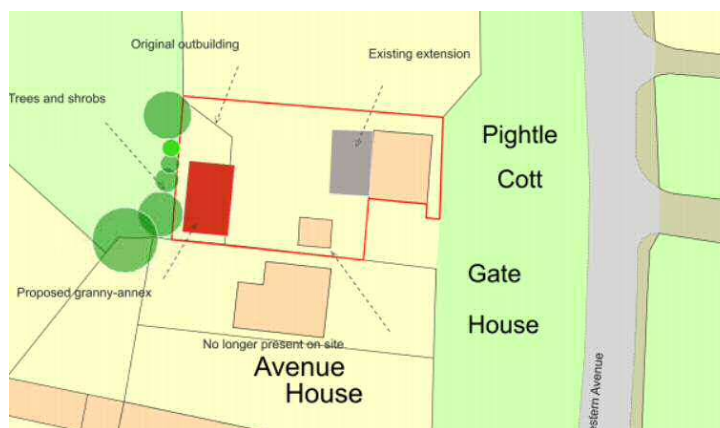 Original outbuilding
Existing extension
Trees and shrobs
Pightle
Cott
Gate
House
Proposed granny-annex
No longer present on site
Avenue
House
estern Avenue